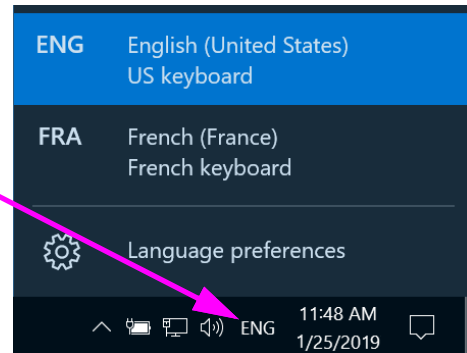 ENG English (United States)
US keyboard
FRA French (France)
French keyboard
Language preferences
ENG 11:48 AM
1/25/2019